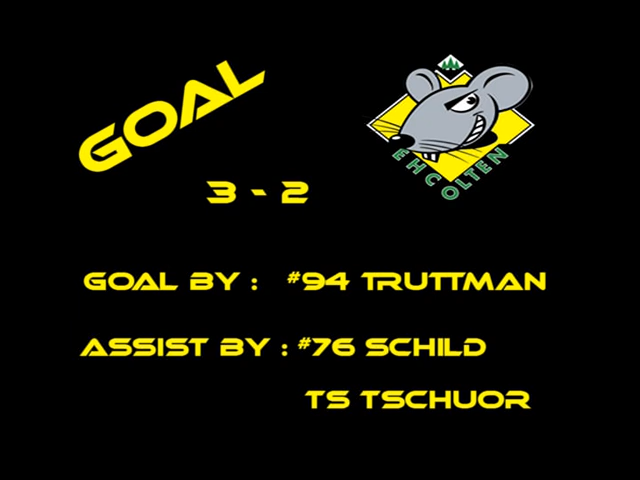 GOAL
EHC OLTEN
3 - 2
GOAL BY : #94 TRUTTMAN
ASSIST BY : #76 SCHILD
TS TSCHUOR